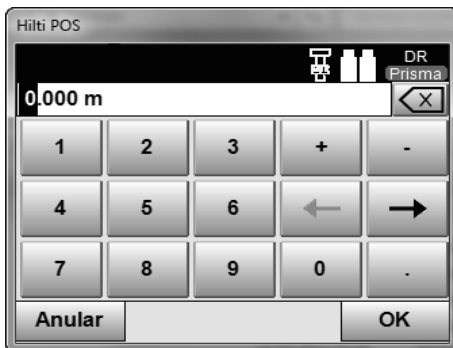 Hilti POS
DR
Prisma
0.000 m
1 2 3 + -
4 5 6 ← →
7 8 9 0 .
Anular OK